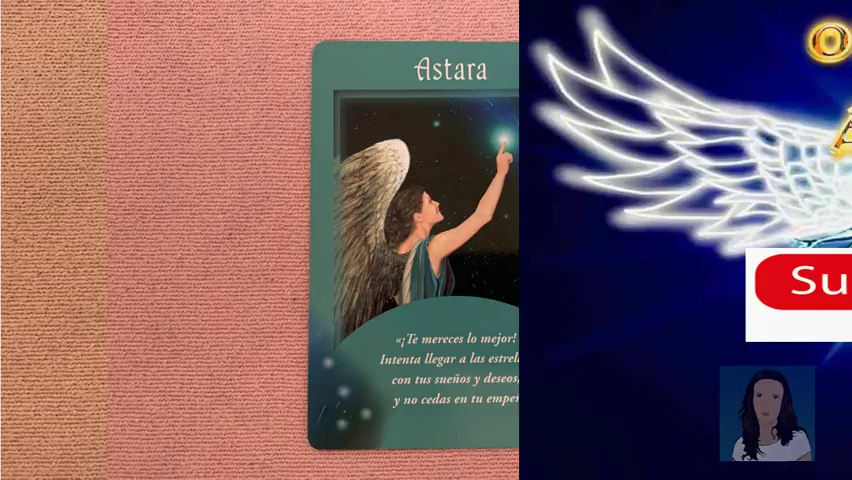 Astara
«¡Te mereces lo mejor!
Intenta llegar a las
con tus sueños y deseos,
y no cedas en tu
O
A
Su